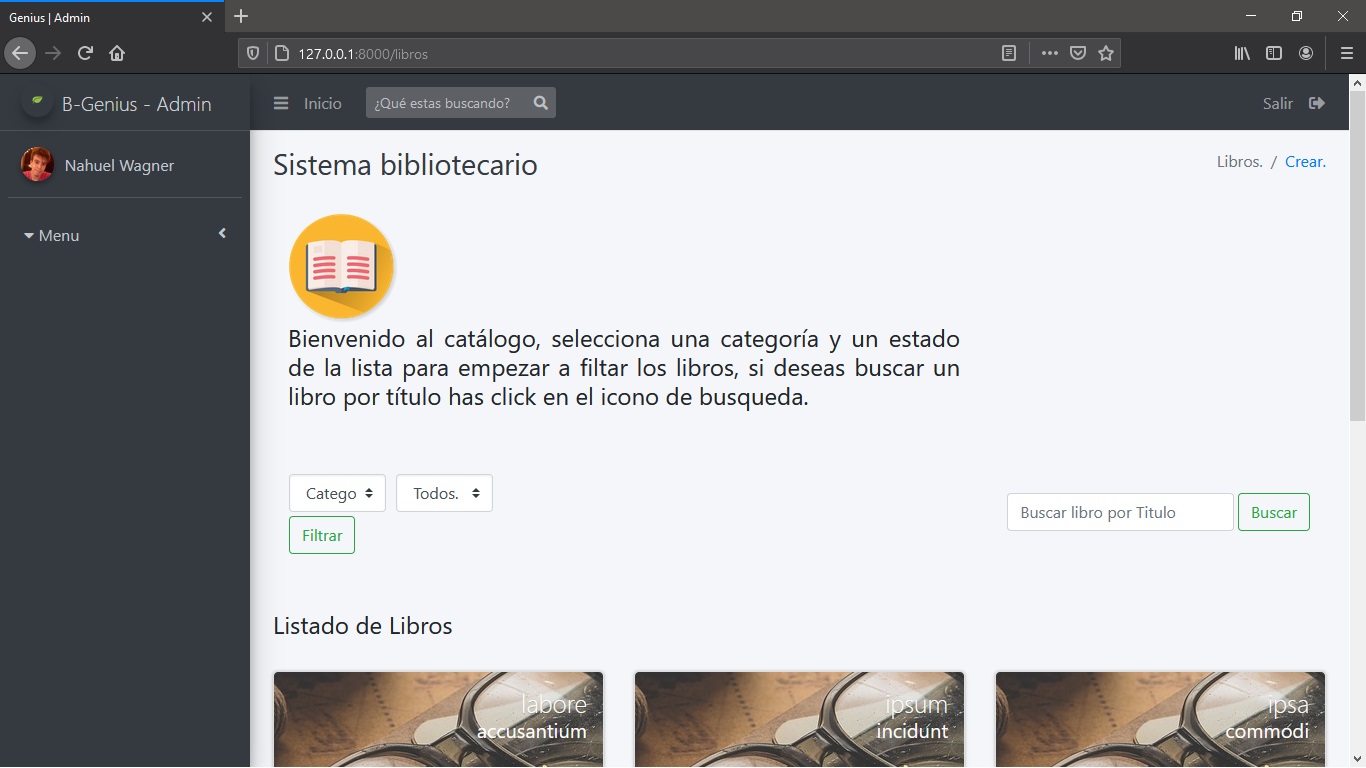 Genius | Admin
127.0.0.1:8000/libros
B-Genius - Admin
Inicio
¿Qué estas buscando?
Salir
Nahuel Wagner
Menu
Sistema bibliotecario
Libros. / Crear.
Bienvenido al catálogo, selecciona una categoría y un estado
de la lista para empezar a filtar los libros, si deseas buscar un
libro por título has click en el icono de busqueda.
Catego
Todos.
Filtrar
Buscar libro por Titulo
Buscar
Listado de Libros
labore
accusantium
ipsum
incidunt
ipsa
commodi